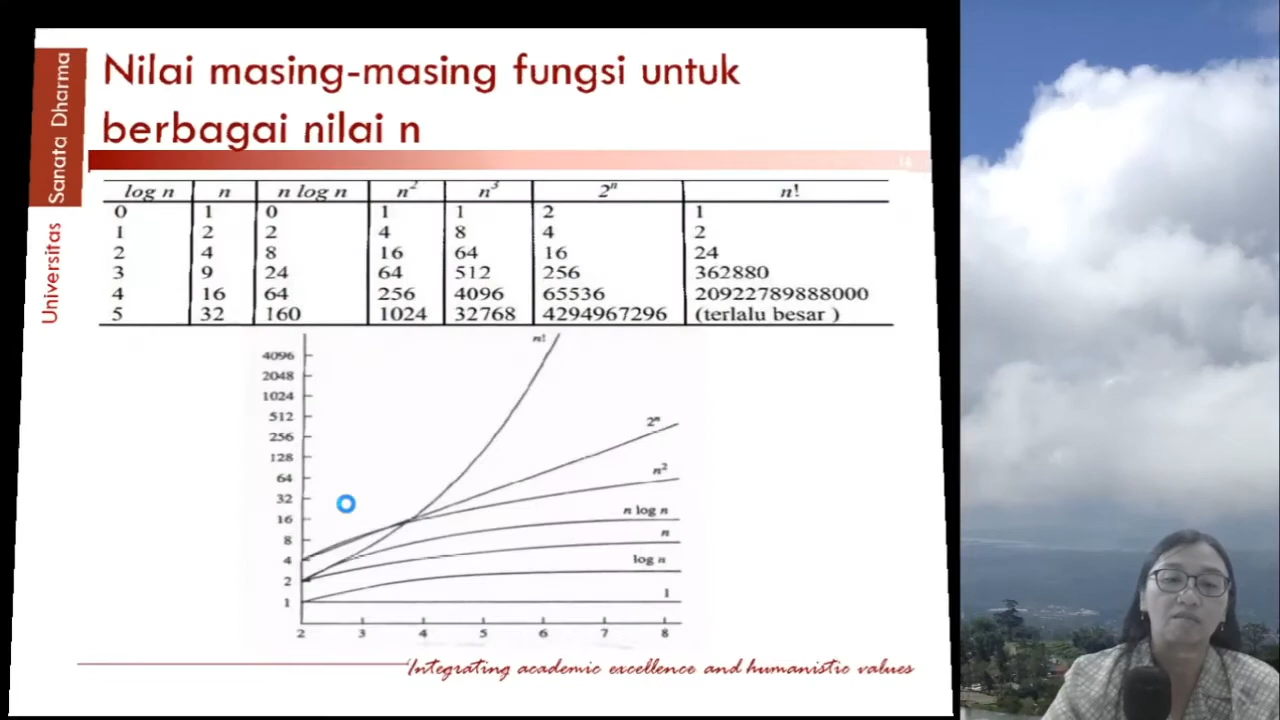 Universitas Sanata Dharma
Nilai masing-masing fungsi untuk
berbagai nilai n
14
log n n n log n n² n³ 2ⁿ n!
0 1 0 1 1 2 1
1 2 2 4 8 4 2
2 4 8 16 64 16 24
3 9 24 64 512 256 362880
4 16 64 256 4096 65536 20922789888000
5 32 160 1024 32768 4294967296 (terlalu besar )
n!
4096
2048
1024
512
2ⁿ
256
128
64
n²
32
16
n log n
8
n
4
log n
2
1
1
2 3 4 5 6 7 8
'Integrating academic excellence and humanistic values